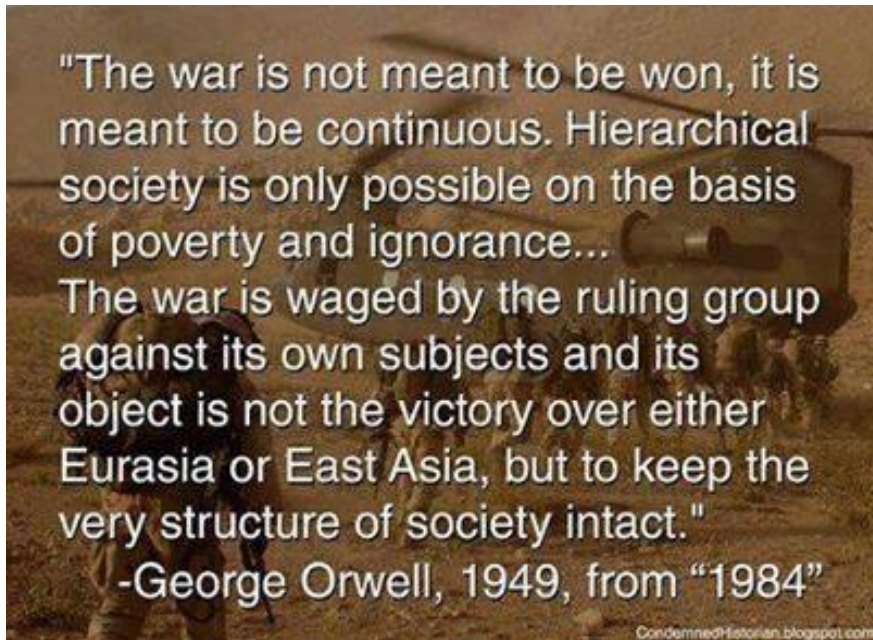 "The war is not meant to be won, it is
meant to be continuous. Hierarchical
society is only possible on the basis
of poverty and ignorance...
The war is waged by the ruling group
against its own subjects and its
object is not the victory over either
Eurasia or East Asia, but to keep the
very structure of society intact."
-George Orwell, 1949, from “1984”
CondemnedHistorian.blogspot.com